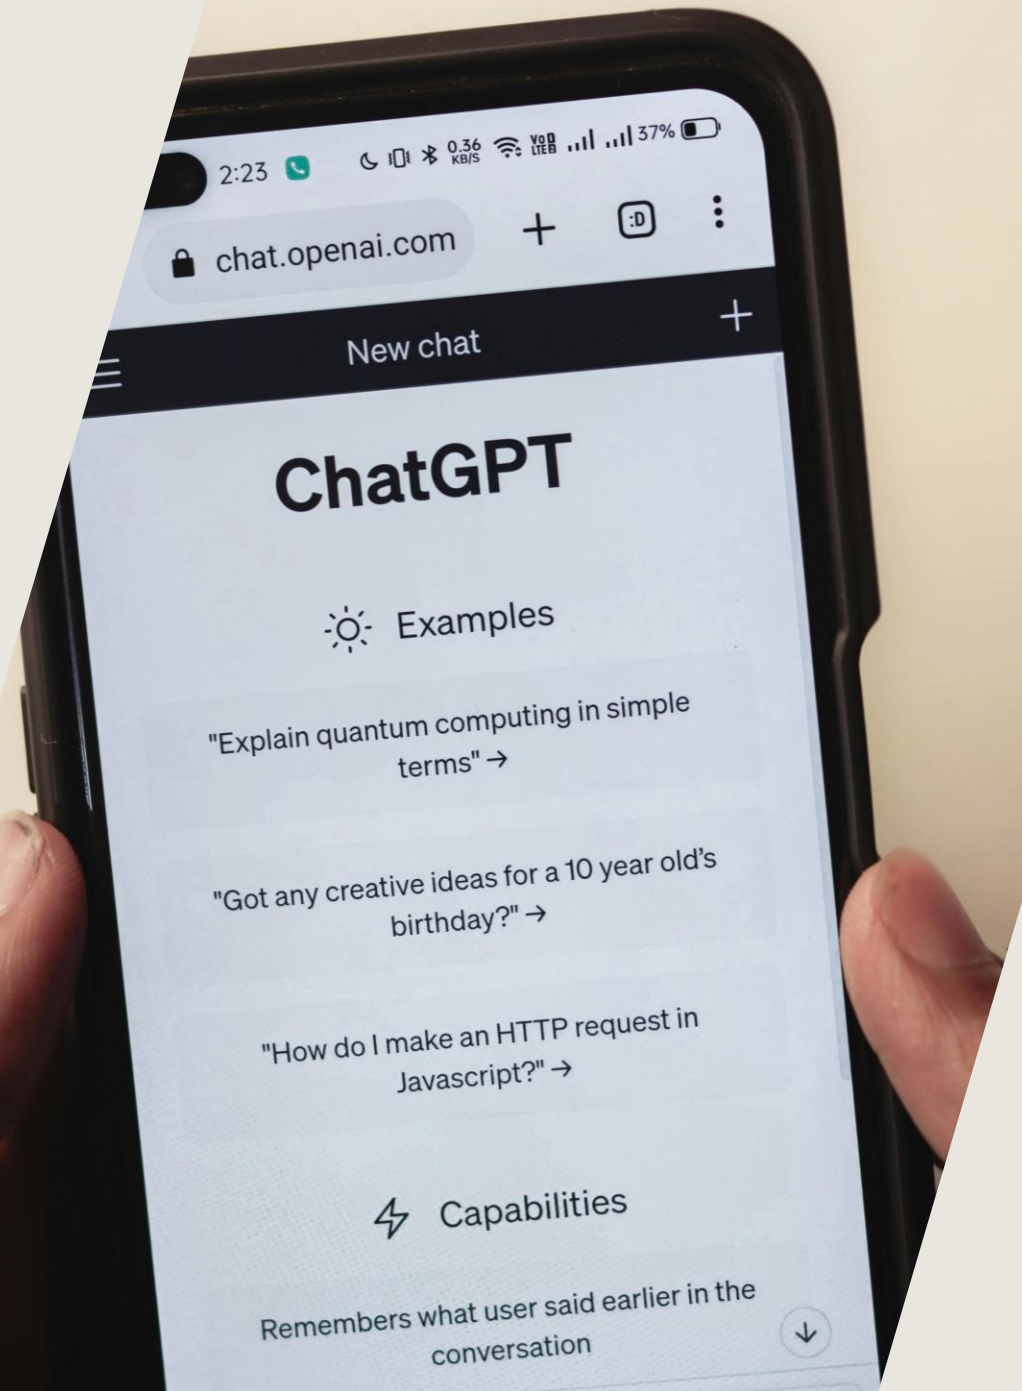 2:23 0.36 KB/S VoD LTE2 37%
chat.openai.com :D
New chat
ChatGPT
Examples
"Explain quantum computing in simple
terms" →
"Got any creative ideas for a 10 year old's
birthday?" →
"How do I make an HTTP request in
Javascript?" →
Capabilities
Remembers what user said earlier in the
conversation